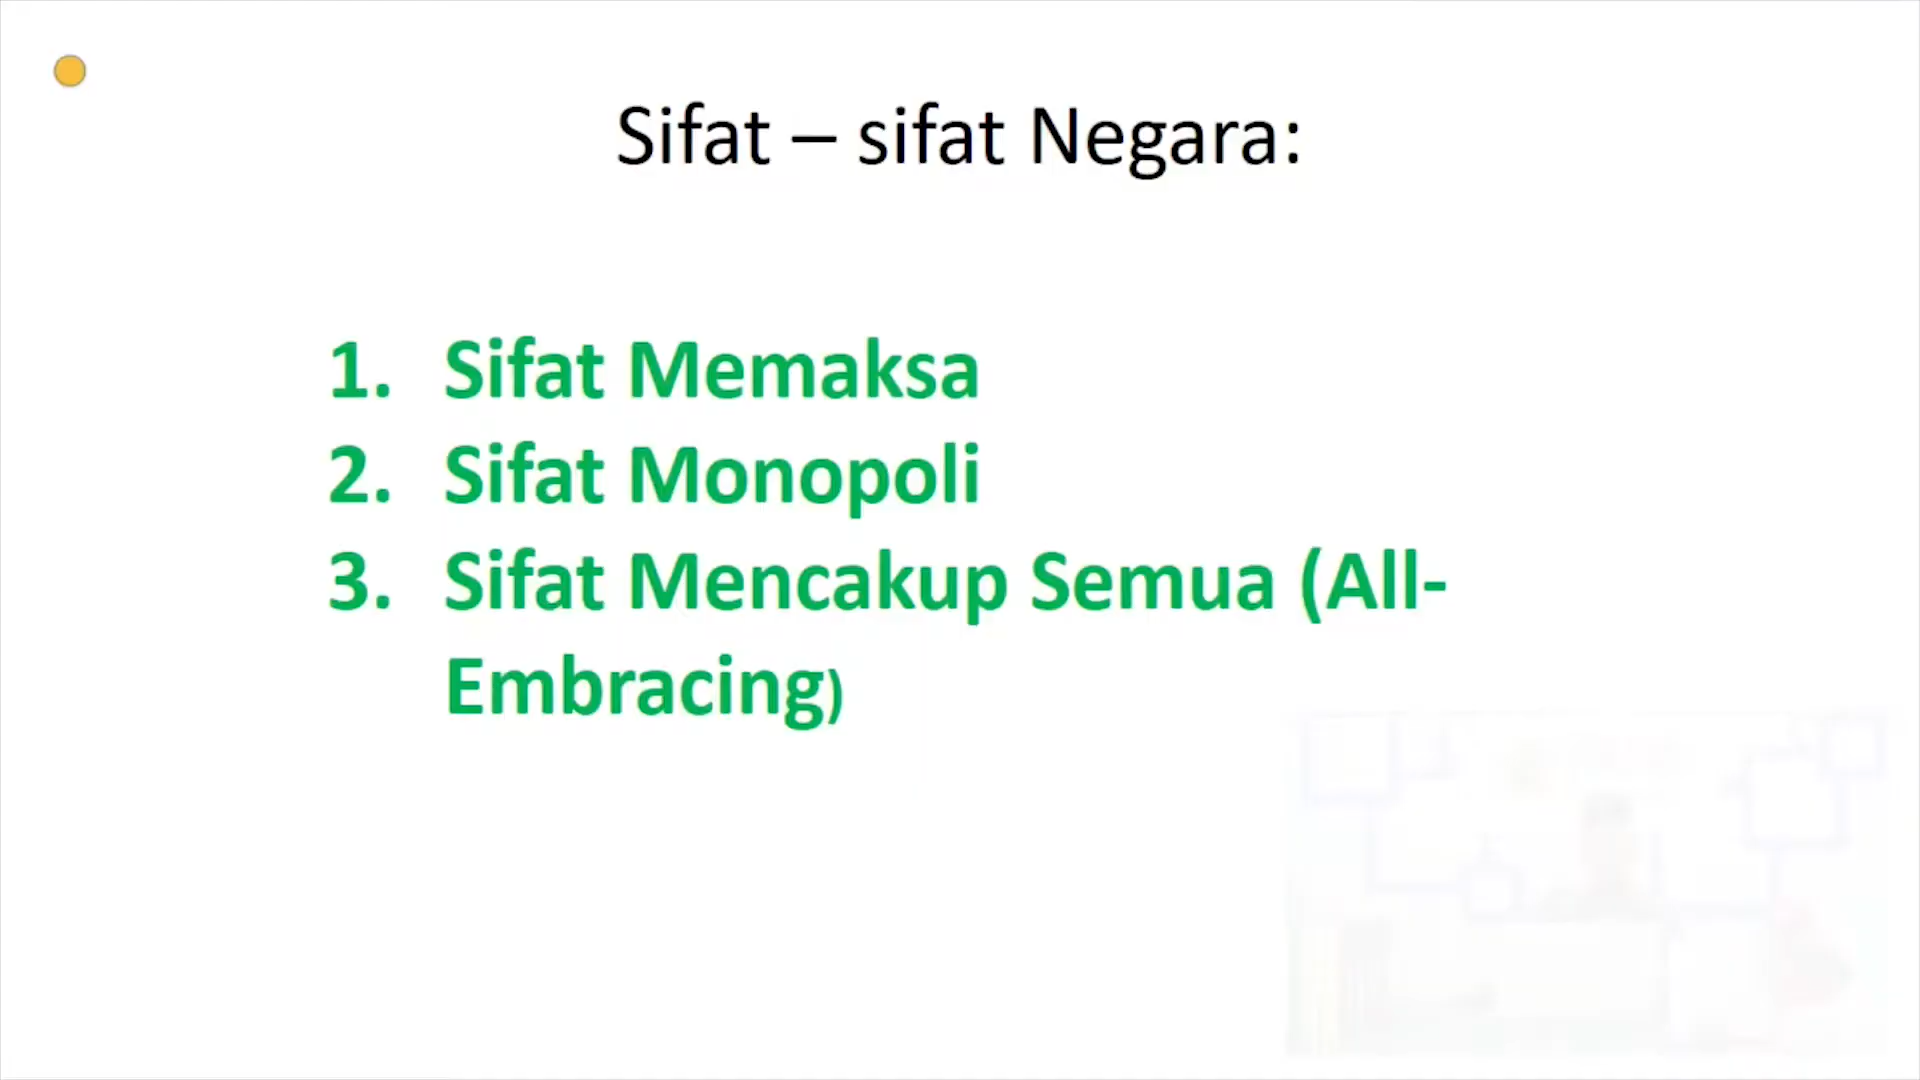 Sifat – sifat Negara:
1. Sifat Memaksa
2. Sifat Monopoli
3. Sifat Mencakup Semua (All-
Embracing)